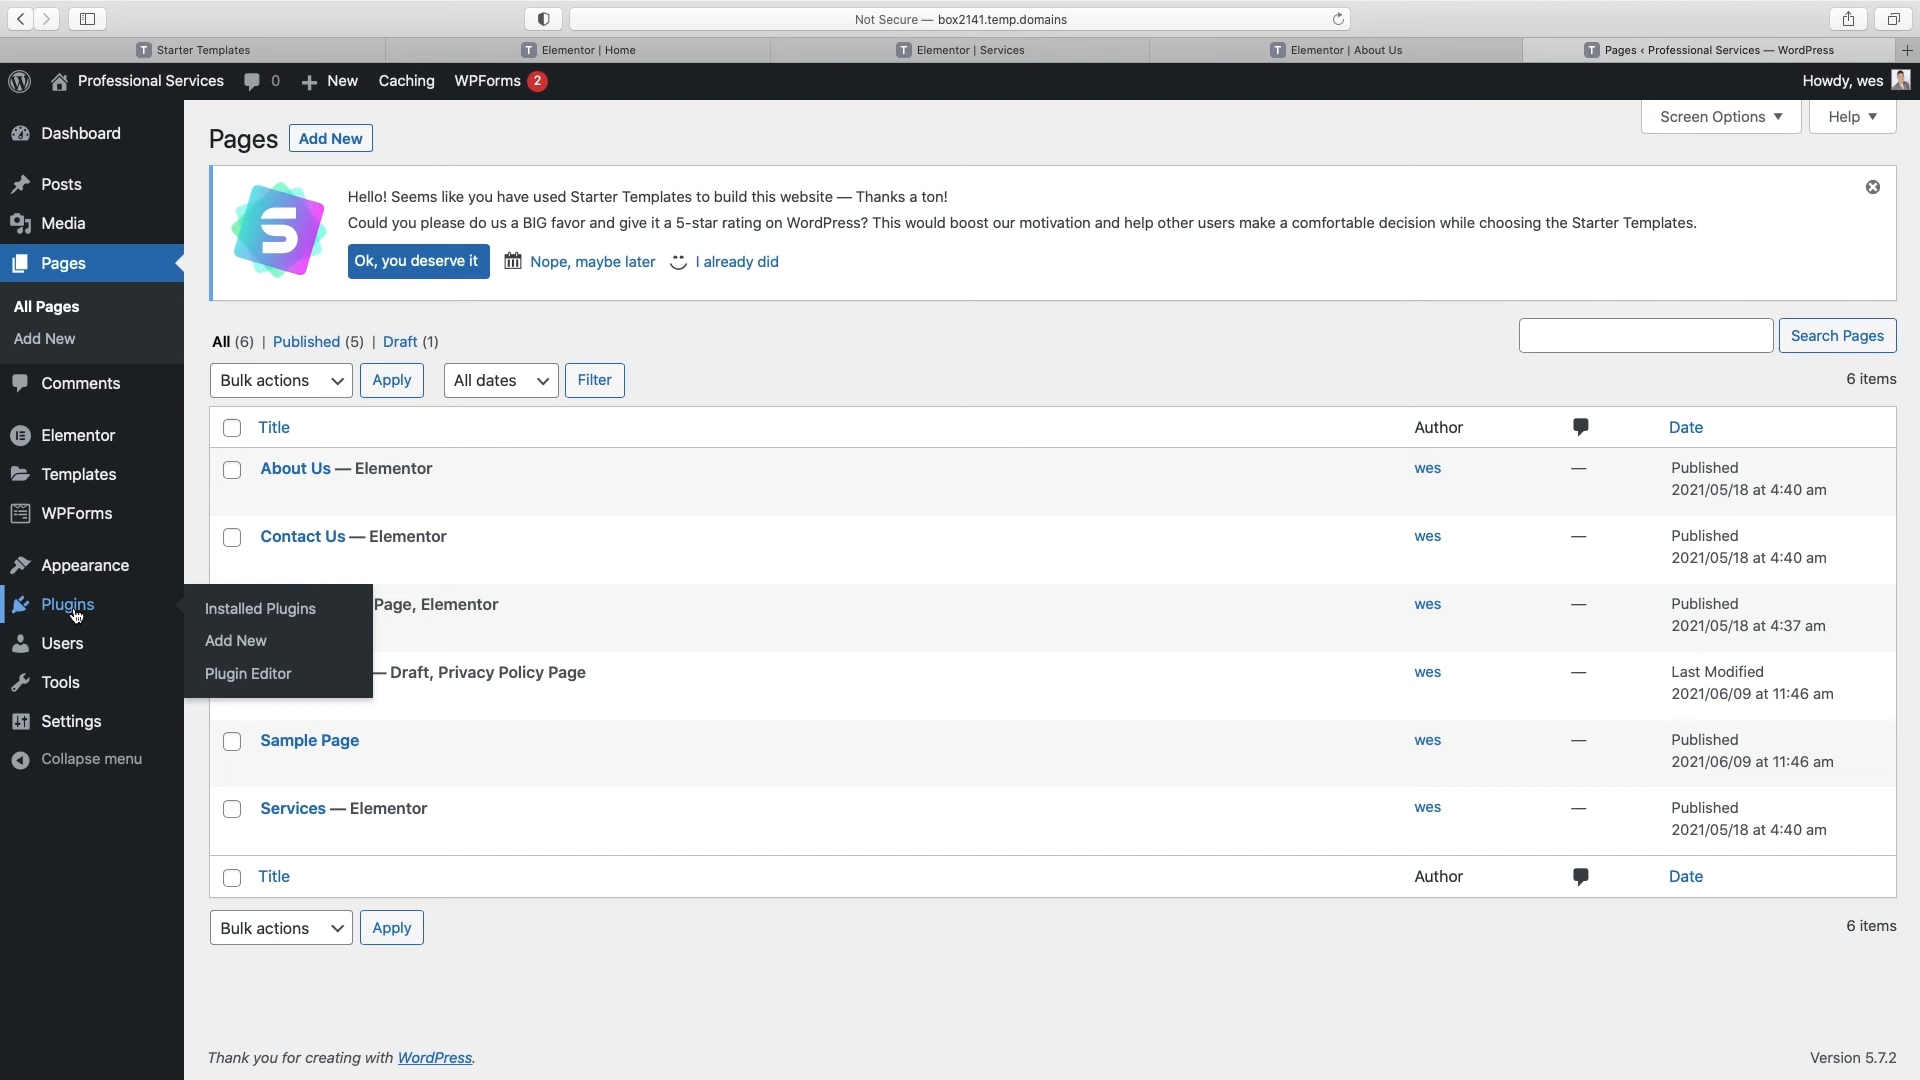 Not Secure — box2141.temp.domains
T Starter Templates
T Elementor | Home
T Elementor | Services
T Elementor | About Us
T Pages ‹ Professional Services — WordPress
Professional Services 0 New Caching WPForms 2
Howdy, wes
Dashboard
Posts
Media
Pages
All Pages
Add New
Comments
Elementor
Templates
WPForms
Appearance
Plugins
Users
Tools
Settings
Collapse menu
Installed Plugins
Add New
Plugin Editor
Screen Options
Help
Pages Add New
Hello! Seems like you have used Starter Templates to build this website — Thanks a ton!
Could you please do us a BIG favor and give it a 5-star rating on WordPress? This would boost our motivation and help other users make a comfortable decision while choosing the Starter Templates.
Ok, you deserve it Nope, maybe later I already did
All (6) | Published (5) | Draft (1)
Search Pages
Bulk actions Apply All dates Filter
6 items
Title Author Date
About Us — Elementor wes — Published
2021/05/18 at 4:40 am
Contact Us — Elementor wes — Published
2021/05/18 at 4:40 am
Page, Elementor wes — Published
2021/05/18 at 4:37 am
— Draft, Privacy Policy Page wes — Last Modified
2021/06/09 at 11:46 am
Sample Page wes — Published
2021/06/09 at 11:46 am
Services — Elementor wes — Published
2021/05/18 at 4:40 am
Title Author Date
Bulk actions Apply
6 items
Thank you for creating with WordPress.
Version 5.7.2